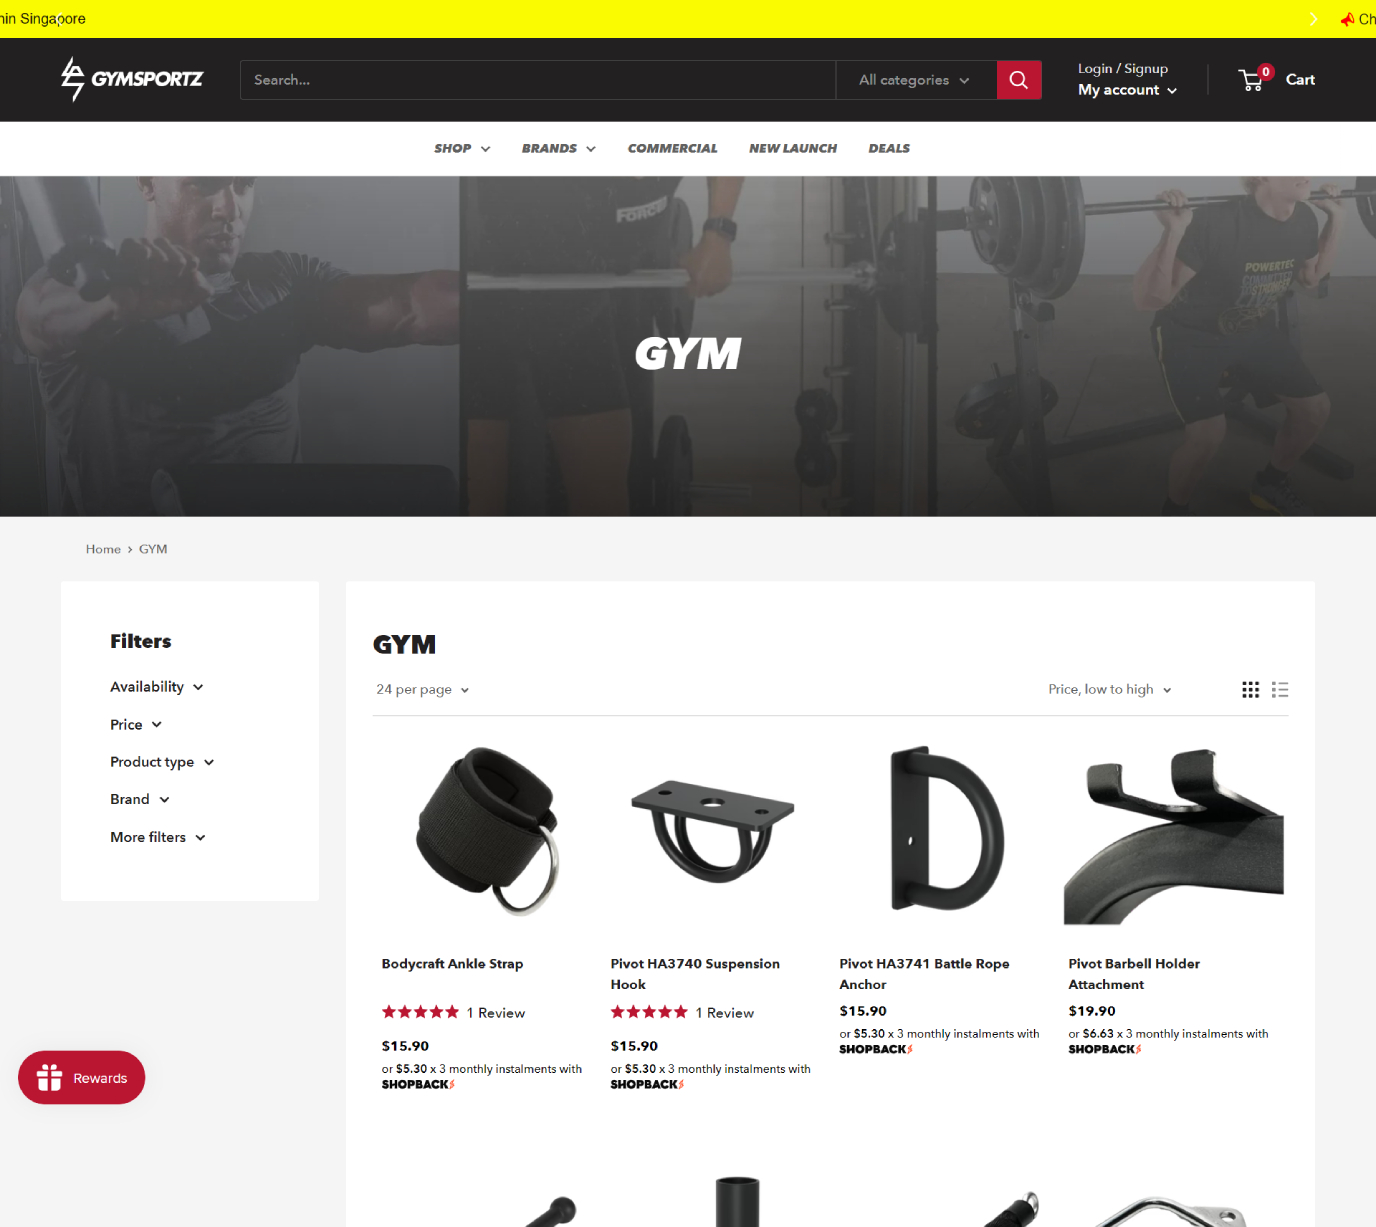 hin Singapore
Ch
GYMSPORTZ
Search...
All categories
Login / Signup
My account
0
Cart
SHOP
BRANDS
COMMERCIAL
NEW LAUNCH
DEALS
FORCE
POWERTEC
GYM
Home › GYM
Filters
Availability
Price
Product type
Brand
More filters
GYM
24 per page
Price, low to high
Bodycraft Ankle Strap
1 Review
$15.90
or $5.30 x 3 monthly instalments with
SHOPBACK
Pivot HA3740 Suspension
Hook
1 Review
$15.90
or $5.30 x 3 monthly instalments with
SHOPBACK
Pivot HA3741 Battle Rope
Anchor
$15.90
or $5.30 x 3 monthly instalments with
SHOPBACK
Pivot Barbell Holder
Attachment
$19.90
or $6.63 x 3 monthly instalments with
SHOPBACK
Rewards